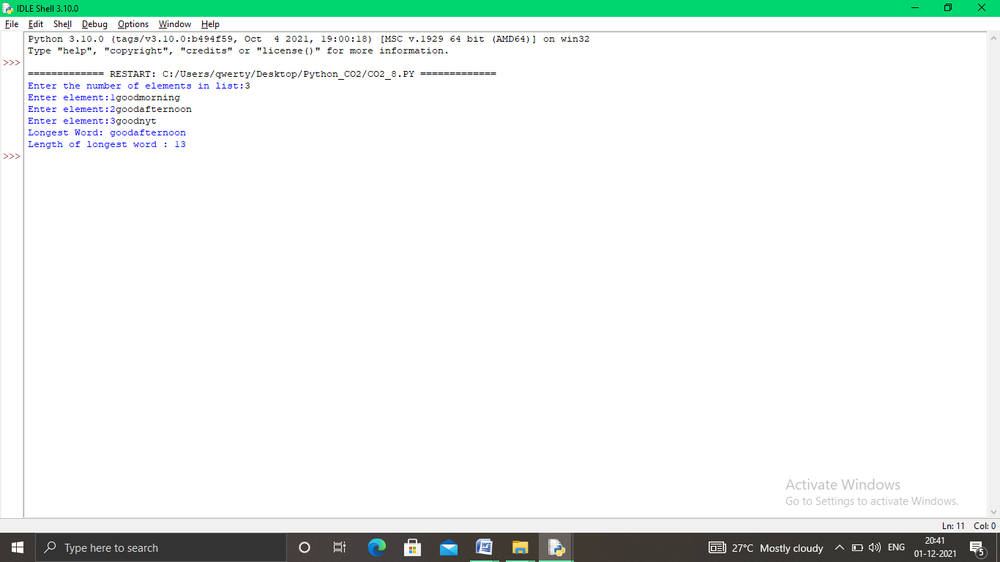 IDLE Shell 3.10.0
File Edit Shell Debug Options Window Help
Python 3.10.0 (tags/v3.10.0:b494f59, Oct  4 2021, 19:00:18) [MSC v.1929 64 bit (AMD64)] on win32
Type "help", "copyright", "credits" or "license()" for more information.
>>>
============= RESTART: C:/Users/qwerty/Desktop/Python_CO2/CO2_8.PY =============
Enter the number of elements in list:3
Enter element:1goodmorning
Enter element:2goodafternoon
Enter element:3goodnyt
Longest Word: goodafternoon
Length of longest word : 13
>>>
Activate Windows
Go to Settings to activate Windows.
Ln: 11 Col: 0
Type here to search
27°C Mostly cloudy
ENG
20:41
01-12-2021
5